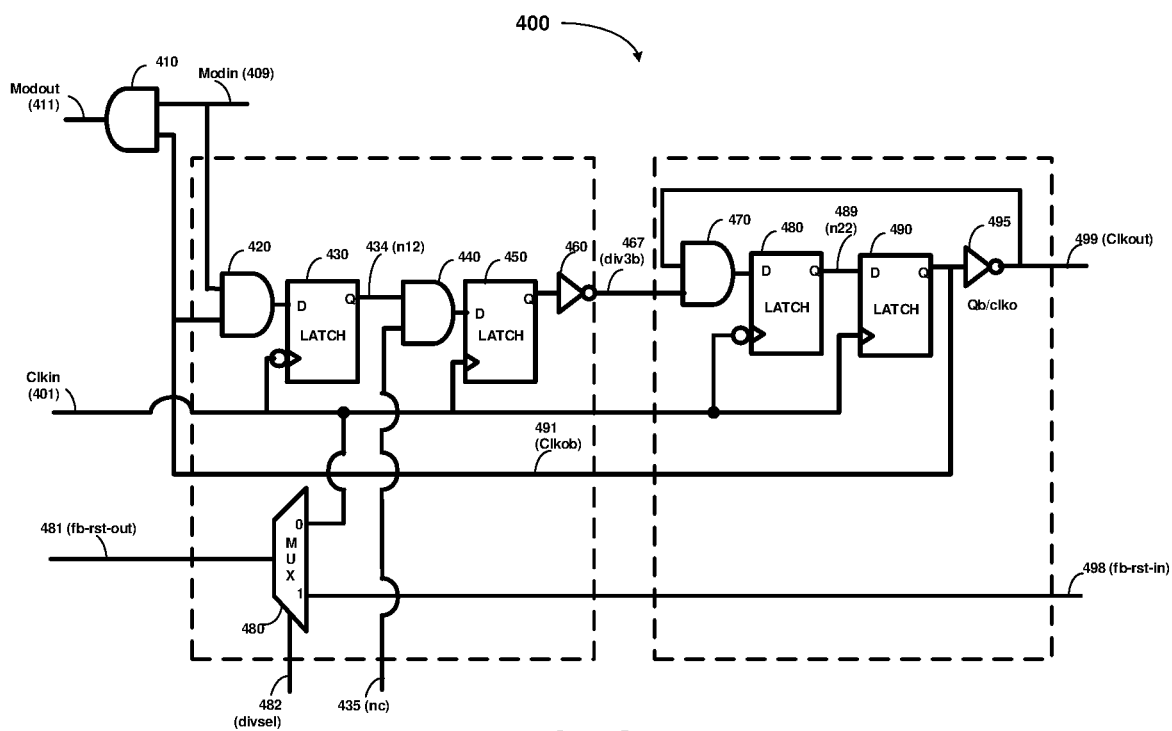 400
410
Modin (409)
Modout
(411)
420
430
434 (n12)
440
450
460
467
(div3b)
470
480
489
(n22)
490
495
499 (Clkout)
D
Q
LATCH
D
Q
LATCH
D
Q
LATCH
D
Q
LATCH
Qb/clko
Clkin
(401)
491
(Clkob)
481 (fb-rst-out)
0
M
U
X
1
480
498 (fb-rst-in)
482
(divsel)
435 (nc)